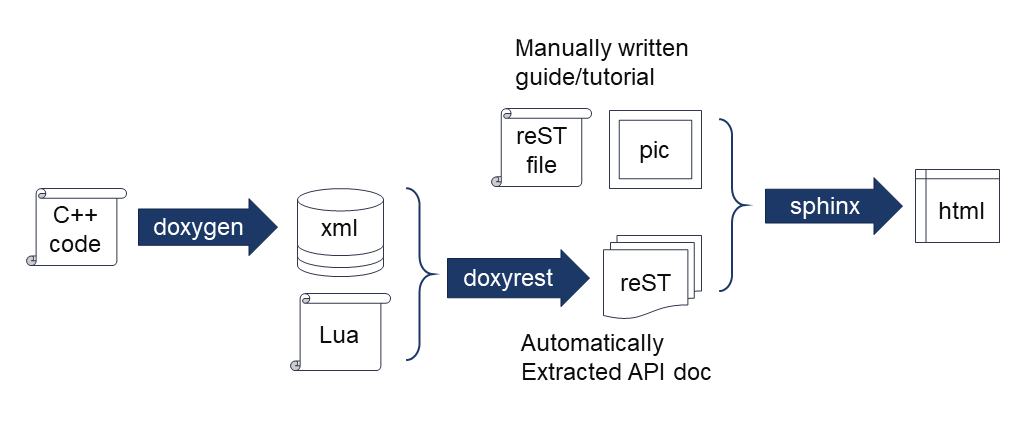 Manually written
guide/tutorial
reST
file
pic
C++
code
doxygen
xml
Lua
doxyrest
reST
Automatically
Extracted API doc
sphinx
html